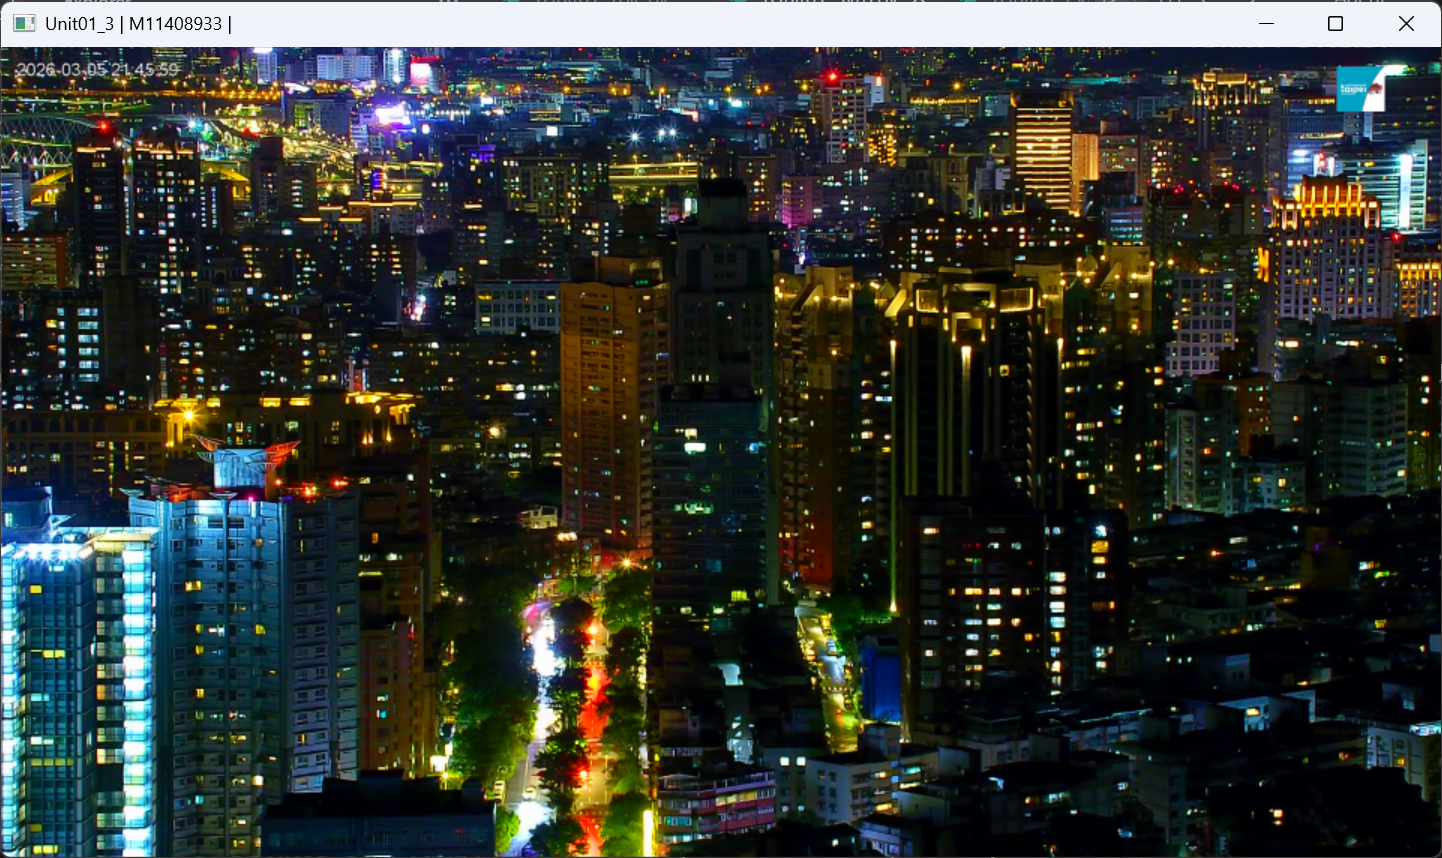 Unit01_3 | M11408933 |
2026-03-05 21:45:59
taipei